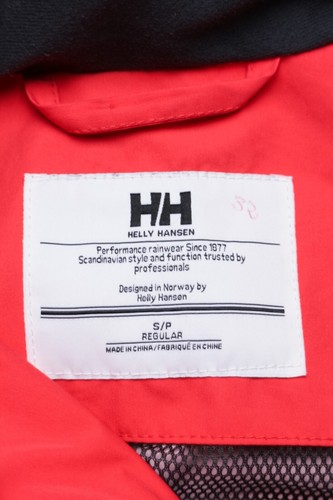 HH
HELLY HANSEN
Performance rainwear Since 1877
Scandinavian style and function trusted by
professionals
Designed in Norway by
Helly Hansen
S/P
REGULAR
MADE IN CHINA/FABRIQUÉ EN CHINE